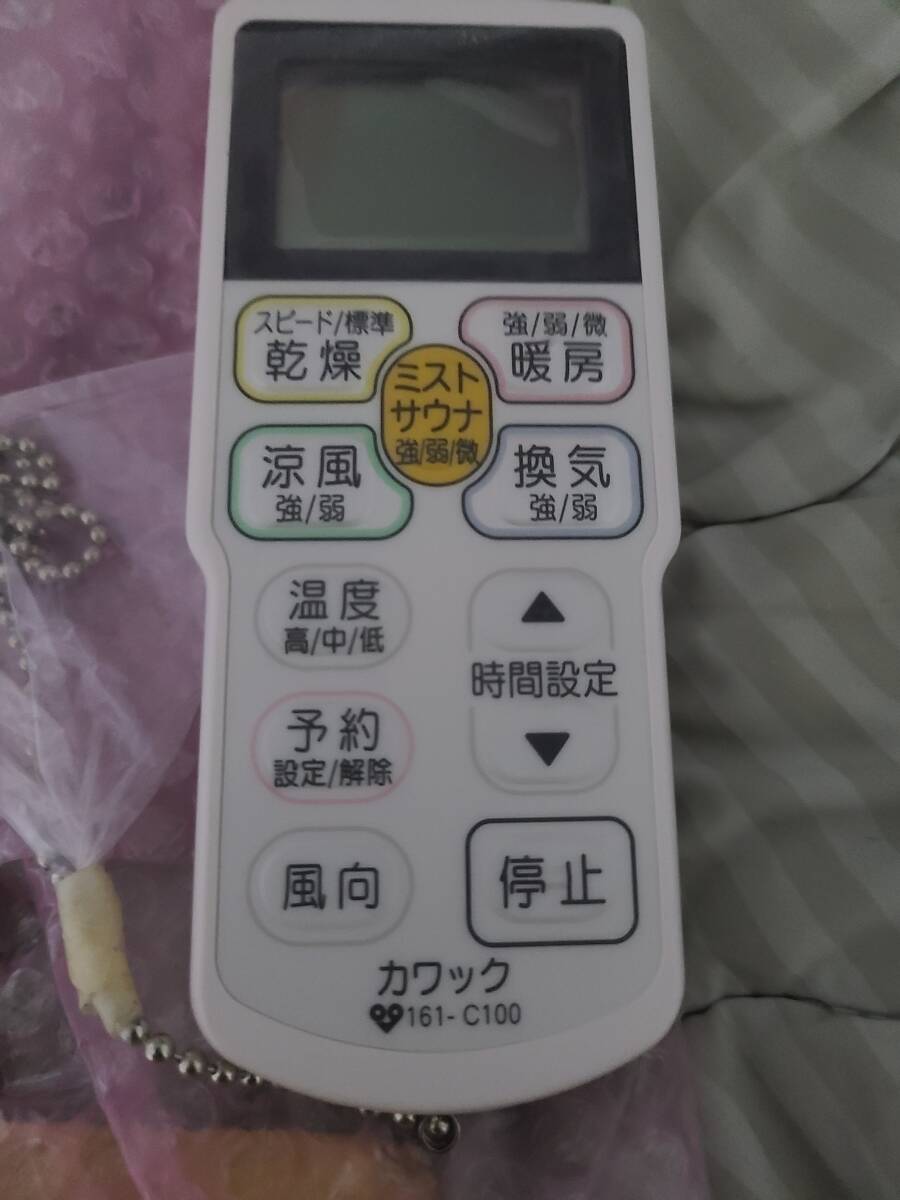 スピード/標準
乾燥
強/弱/微
暖房
ミスト
サウナ
強/弱/微
涼風
強/弱
換気
強/弱
温度
高/中/低
▲
時間設定
▼
予約
設定/解除
風向
停止
カワック
161- C100